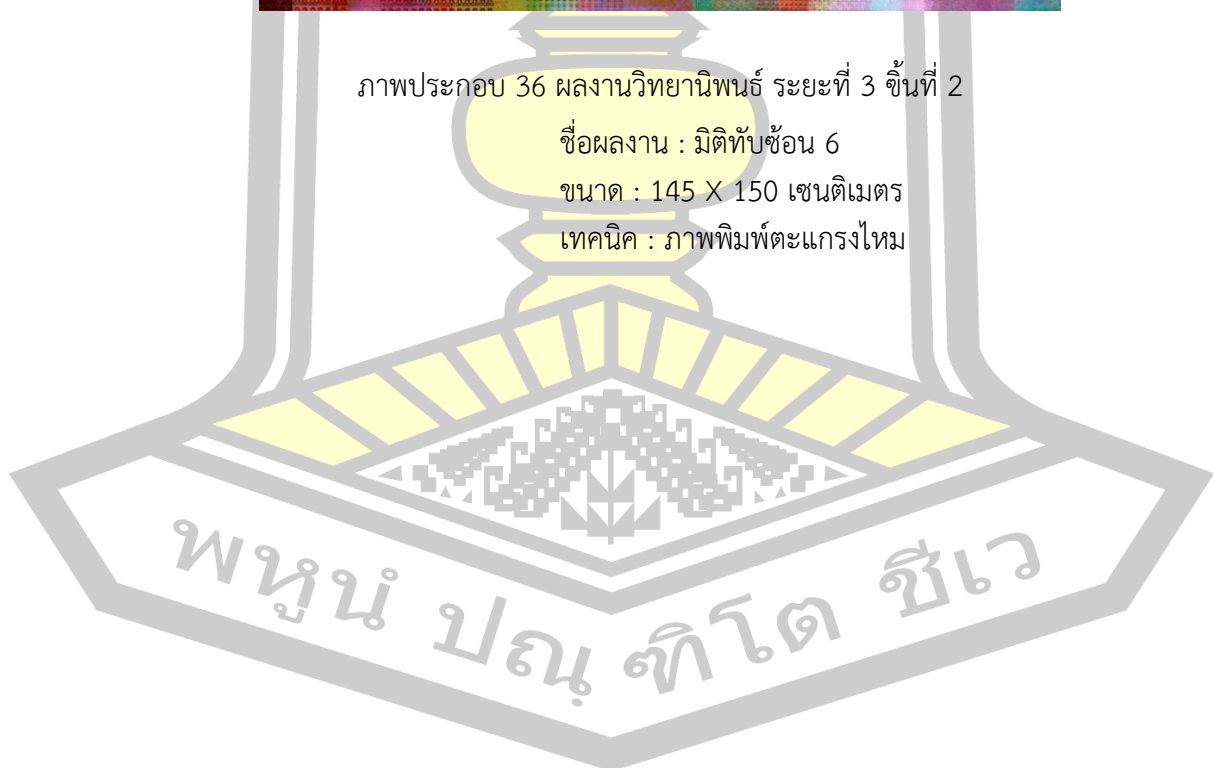 ภาพประกอบ 36 ผลงานวิทยานิพนธ์ ระยะที่ 3 ชิ้นที่ 2
ชื่อผลงาน : มิติทับซ้อน 6
ขนาด : 145 X 150 เซนติเมตร
เทคนิค : ภาพพิมพ์ตะแกรงไหม
พหูนํ ปณฺฑิโต ชีเว